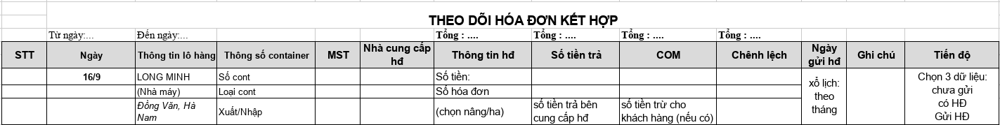 THEO DÕI HÓA ĐƠN KẾT HỢP
Từ ngày:... Đến ngày:... Tổng : .... Tổng : .... Tổng : .... Tổng : ....
STT Ngày Thông tin lô hàng Thông số container MST Nhà cung cấp hđ Thông tin hđ Số tiền trả COM Chênh lệch Ngày gửi hđ Ghi chú Tiến độ
16/9 LONG MINH Số cont Số tiền:
(Nhà máy) Loại cont Số hóa đơn
Đồng Văn, Hà Nam Xuất/Nhập (chọn nâng/ha) số tiền trả bên cung cấp hđ số tiền trừ cho khách hàng (nếu có)
xổ lịch:
theo
tháng
Chọn 3 dữ liệu:
chưa gửi
có HĐ
Gửi HĐ